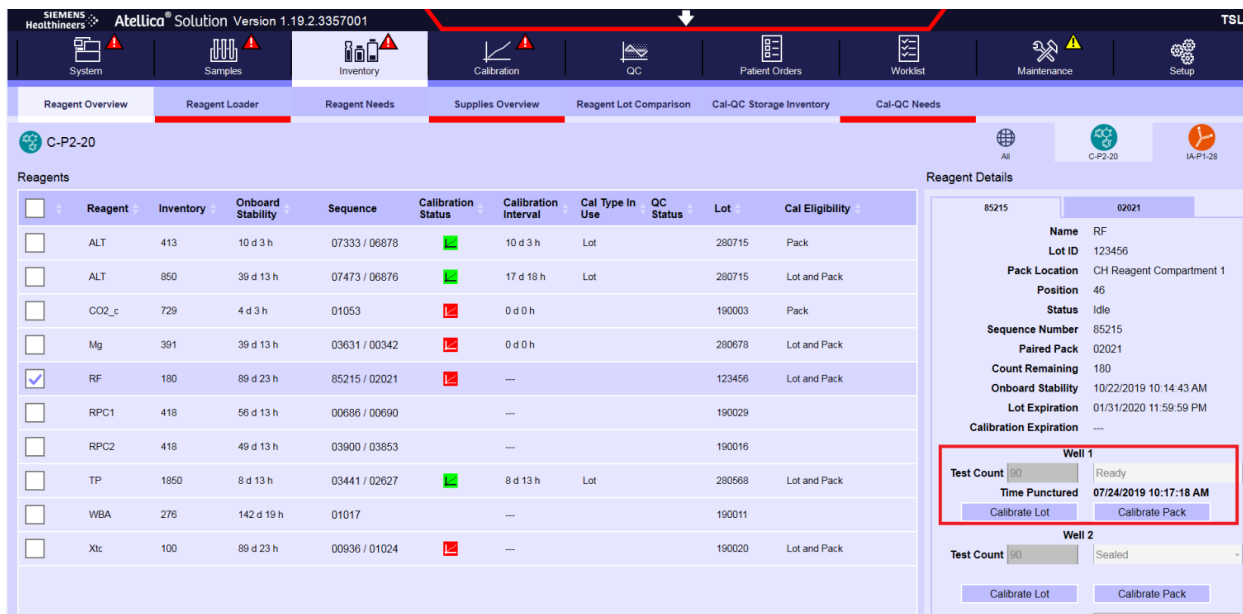 SIEMENS Healthineers Atellica® Solution Version 1.19.2.3357001 TSL
System Samples Inventory Calibration QC Patient Orders Worklist Maintenance Setup
Reagent Overview Reagent Loader Reagent Needs Supplies Overview Reagent Lot Comparison Cal-QC Storage Inventory Cal-QC Needs
C-P2-20
All C-P2-20 IA-P1-28
Reagents
Reagent Inventory Onboard Stability Sequence Calibration Status Calibration Interval Cal Type In Use QC Status Lot Cal Eligibility
ALT 413 10 d 3 h 07333 / 06878 10 d 3 h Lot 280715 Pack
ALT 850 39 d 13 h 07473 / 06876 17 d 18 h Lot 280715 Lot and Pack
CO2_c 729 4 d 3 h 01053 0 d 0 h 190003 Pack
Mg 391 39 d 13 h 03631 / 00342 0 d 0 h 280678 Lot and Pack
RF 180 89 d 23 h 85215 / 02021 --- 123456 Lot and Pack
RPC1 418 56 d 13 h 00686 / 00690 --- 190029
RPC2 418 49 d 13 h 03900 / 03853 --- 190016
TP 1850 8 d 13 h 03441 / 02627 8 d 13 h Lot 280568 Lot and Pack
WBA 276 142 d 19 h 01017 --- 190011
Xtc 100 89 d 23 h 00936 / 01024 --- 190020 Lot and Pack
Reagent Details
85215 02021
Name RF
Lot ID 123456
Pack Location CH Reagent Compartment 1
Position 46
Status Idle
Sequence Number 85215
Paired Pack 02021
Count Remaining 180
Onboard Stability 10/22/2019 10:14:43 AM
Lot Expiration 01/31/2020 11:59:59 PM
Calibration Expiration ---
Well 1
Test Count 90 Ready
Time Punctured 07/24/2019 10:17:18 AM
Calibrate Lot Calibrate Pack
Well 2
Test Count 90 Sealed
Calibrate Lot Calibrate Pack